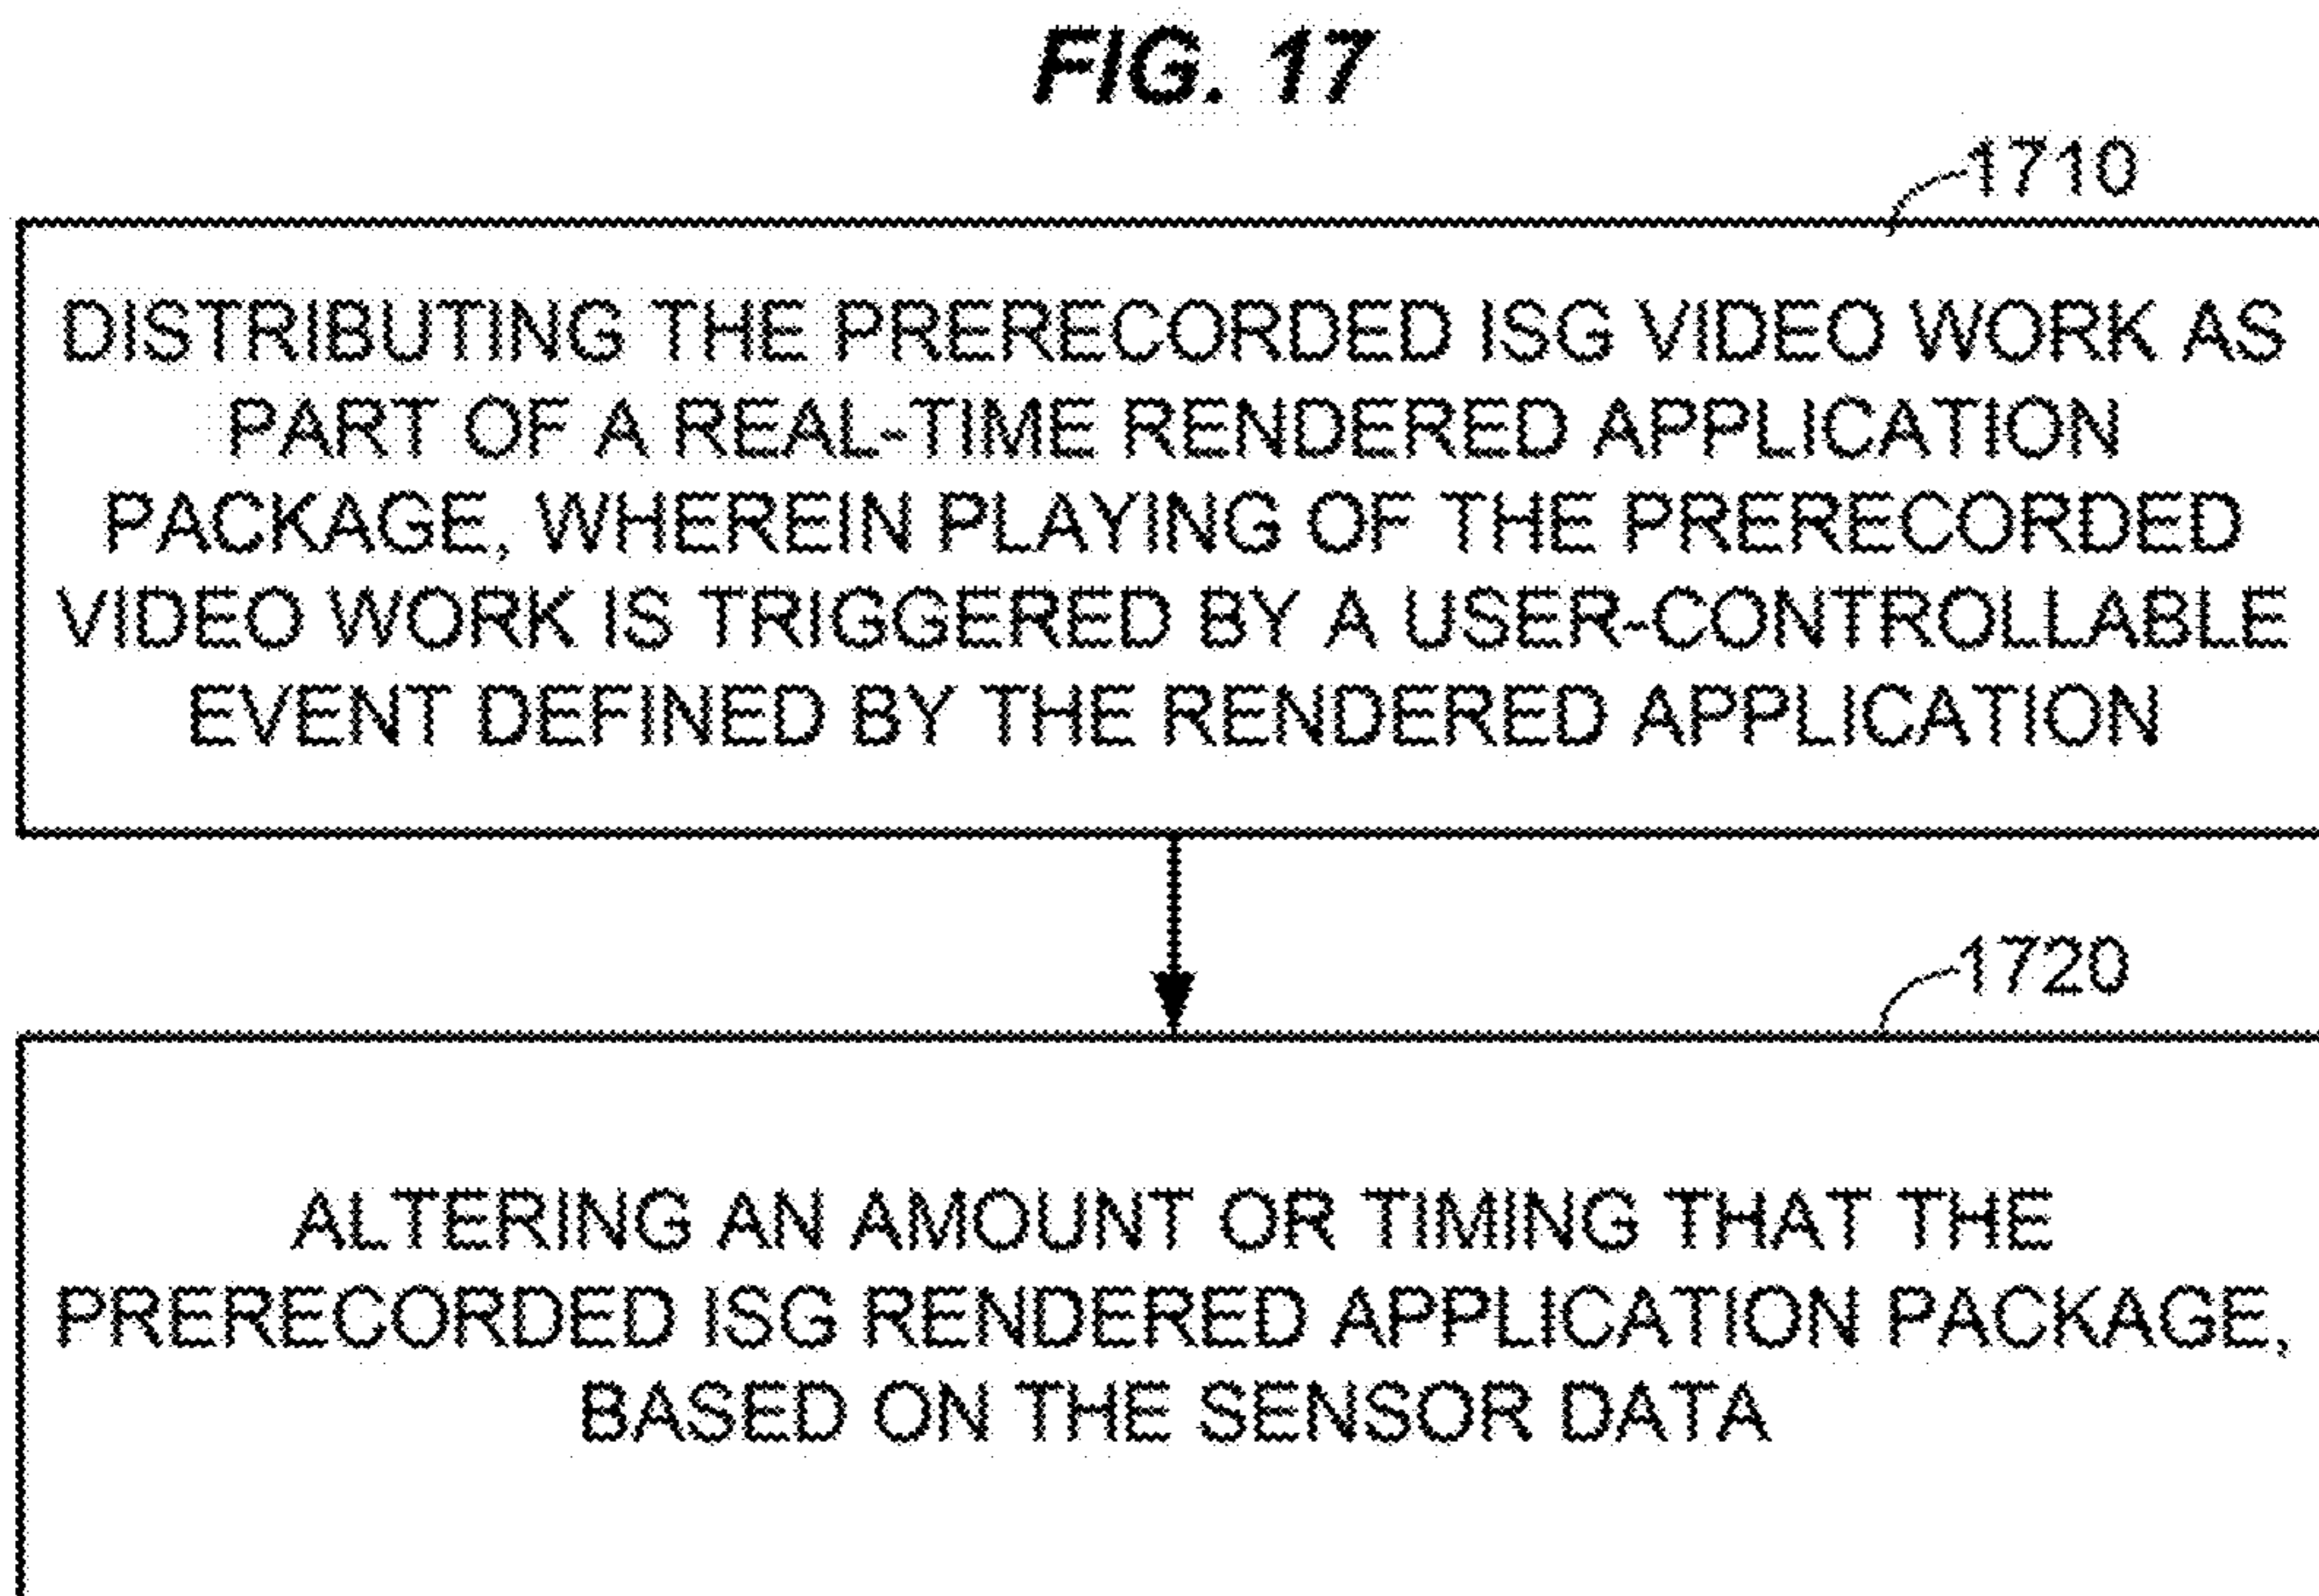 FIG. 17
1710
DISTRIBUTING THE PRERECORDED ISG VIDEO WORK AS
PART OF A REAL-TIME RENDERED APPLICATION
PACKAGE, WHEREIN PLAYING OF THE PRERECORDED
VIDEO WORK IS TRIGGERED BY A USER-CONTROLLABLE
EVENT DEFINED BY THE RENDERED APPLICATION
1720
ALTERING AN AMOUNT OR TIMING THAT THE
PRERECORDED ISG RENDERED APPLICATION PACKAGE,
BASED ON THE SENSOR DATA